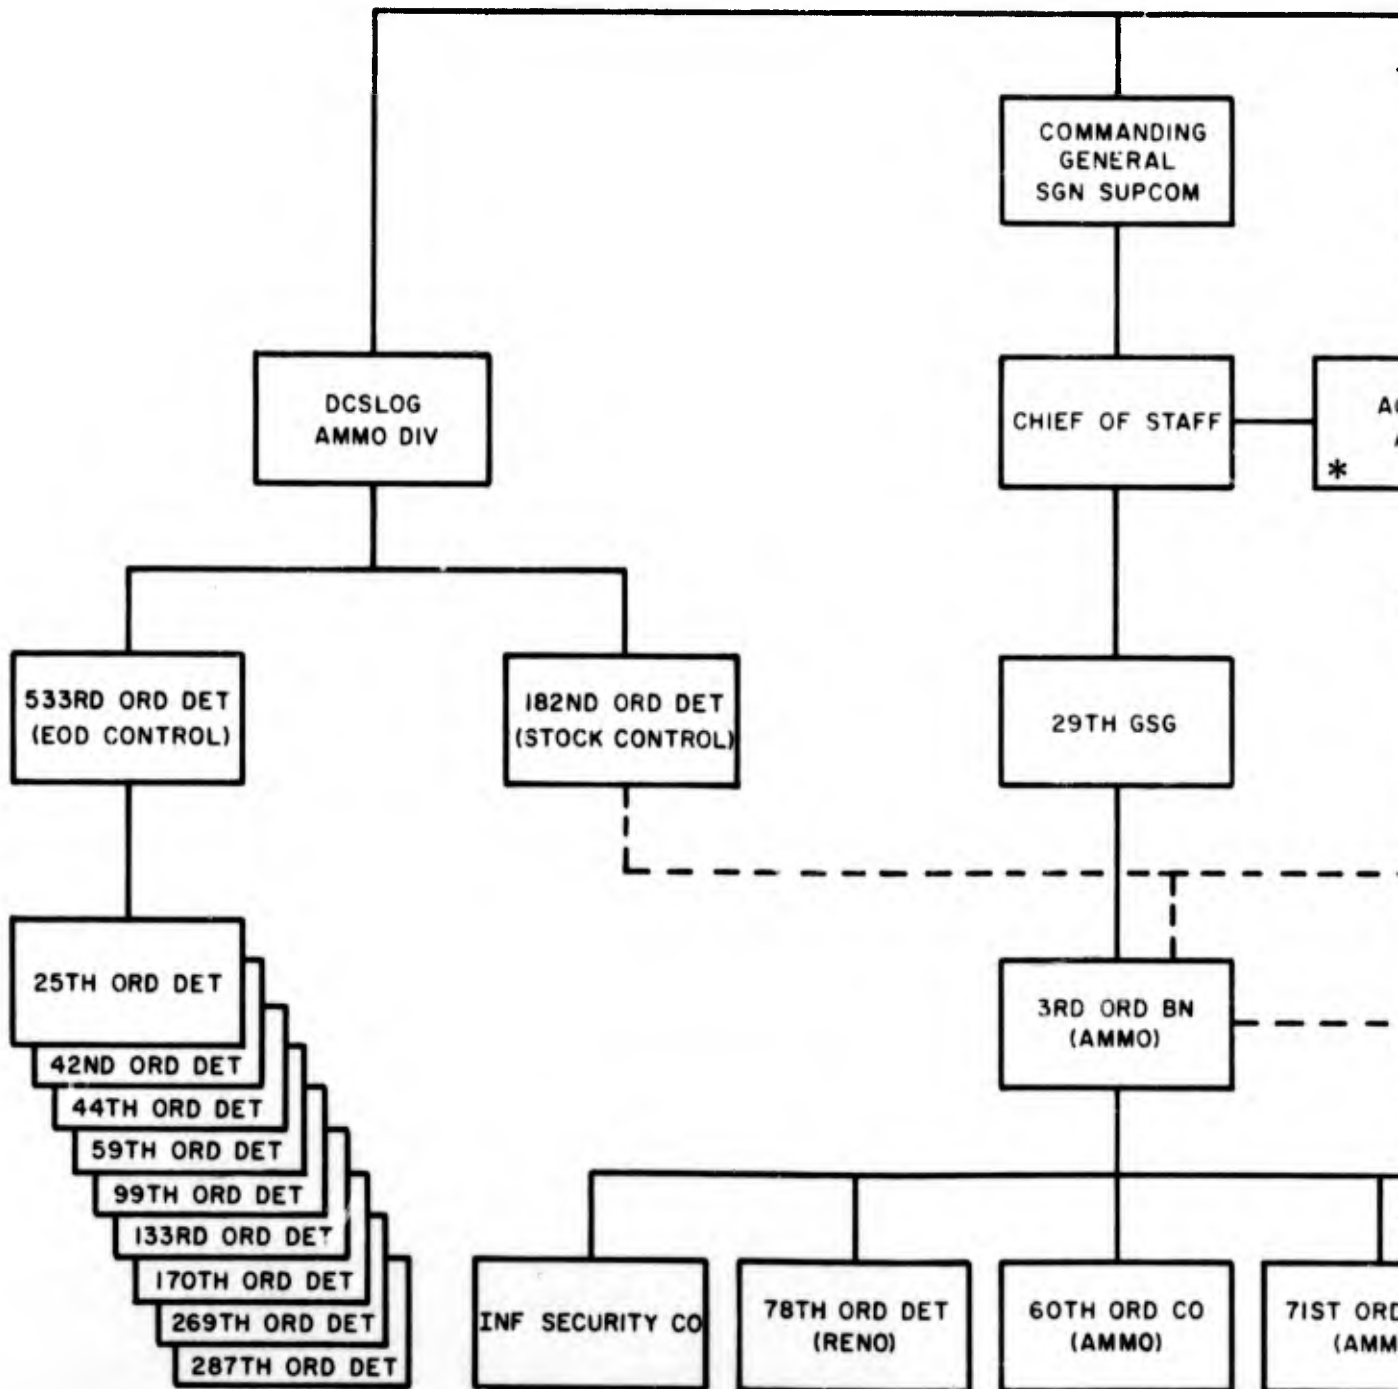 COMMANDING
GENERAL
SGN SUPCOM
DCSLOG
AMMO DIV
CHIEF OF STAFF
*
533RD ORD DET
(EOD CONTROL)
182ND ORD DET
(STOCK CONTROL)
29TH GSG
25TH ORD DET
42ND ORD DET
44TH ORD DET
59TH ORD DET
99TH ORD DET
133RD ORD DET
170TH ORD DET
269TH ORD DET
287TH ORD DET
3RD ORD BN
(AMMO)
INF SECURITY CO
78TH ORD DET
(RENO)
60TH ORD CO
(AMMO)
71ST ORD
(AMM